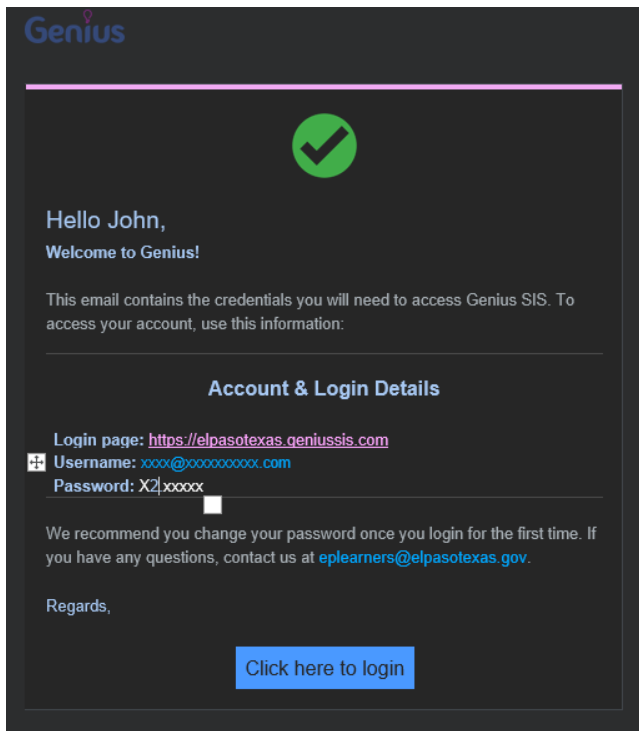 Genius
Hello John,
Welcome to Genius!
This email contains the credentials you will need to access Genius SIS. To
access your account, use this information:
Account & Login Details
Login page: https://elpasotexas.geniussis.com
Username: xxxx@xxxxxxxxxx.com
Password: X2.xxxxx
We recommend you change your password once you login for the first time. If
you have any questions, contact us at eplearners@elpasotexas.gov.
Regards,
Click here to login